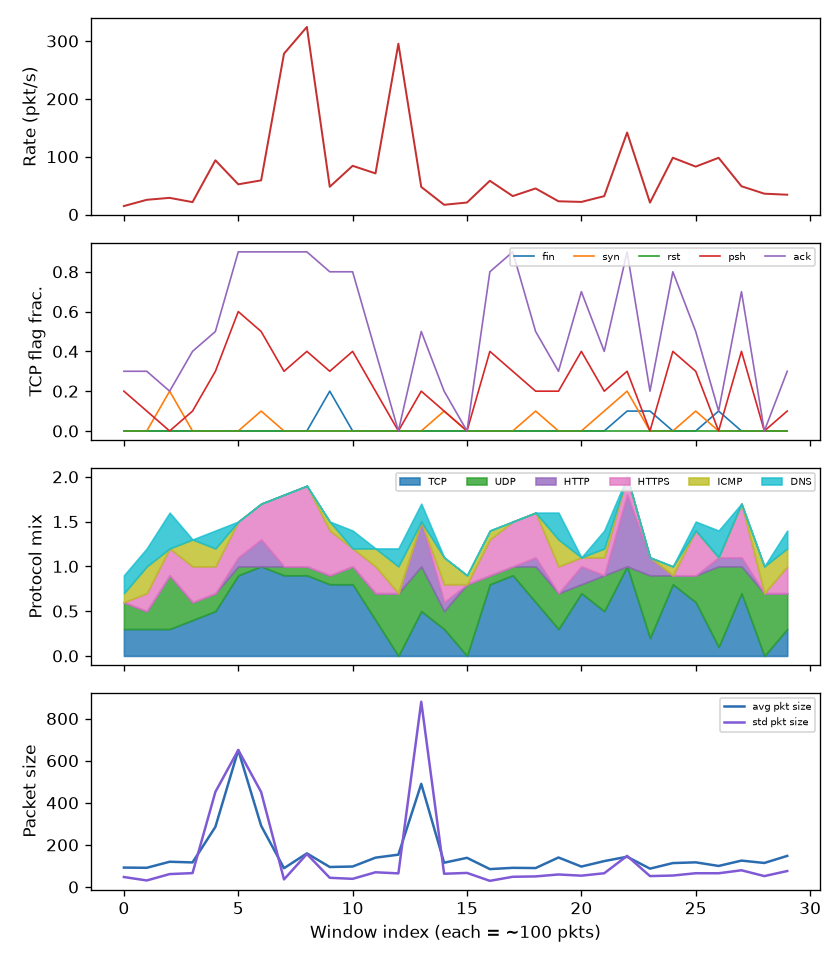 Rate (pkt/s)
300
200
100
0
TCP flag frac.
fin syn rst psh ack
0.8
0.6
0.4
0.2
0.0
Protocol mix
TCP UDP HTTP HTTPS ICMP DNS
2.0
1.5
1.0
0.5
0.0
Packet size
avg pkt size
std pkt size
800
600
400
200
0
0 5 10 15 20 25 30
Window index (each = ~100 pkts)